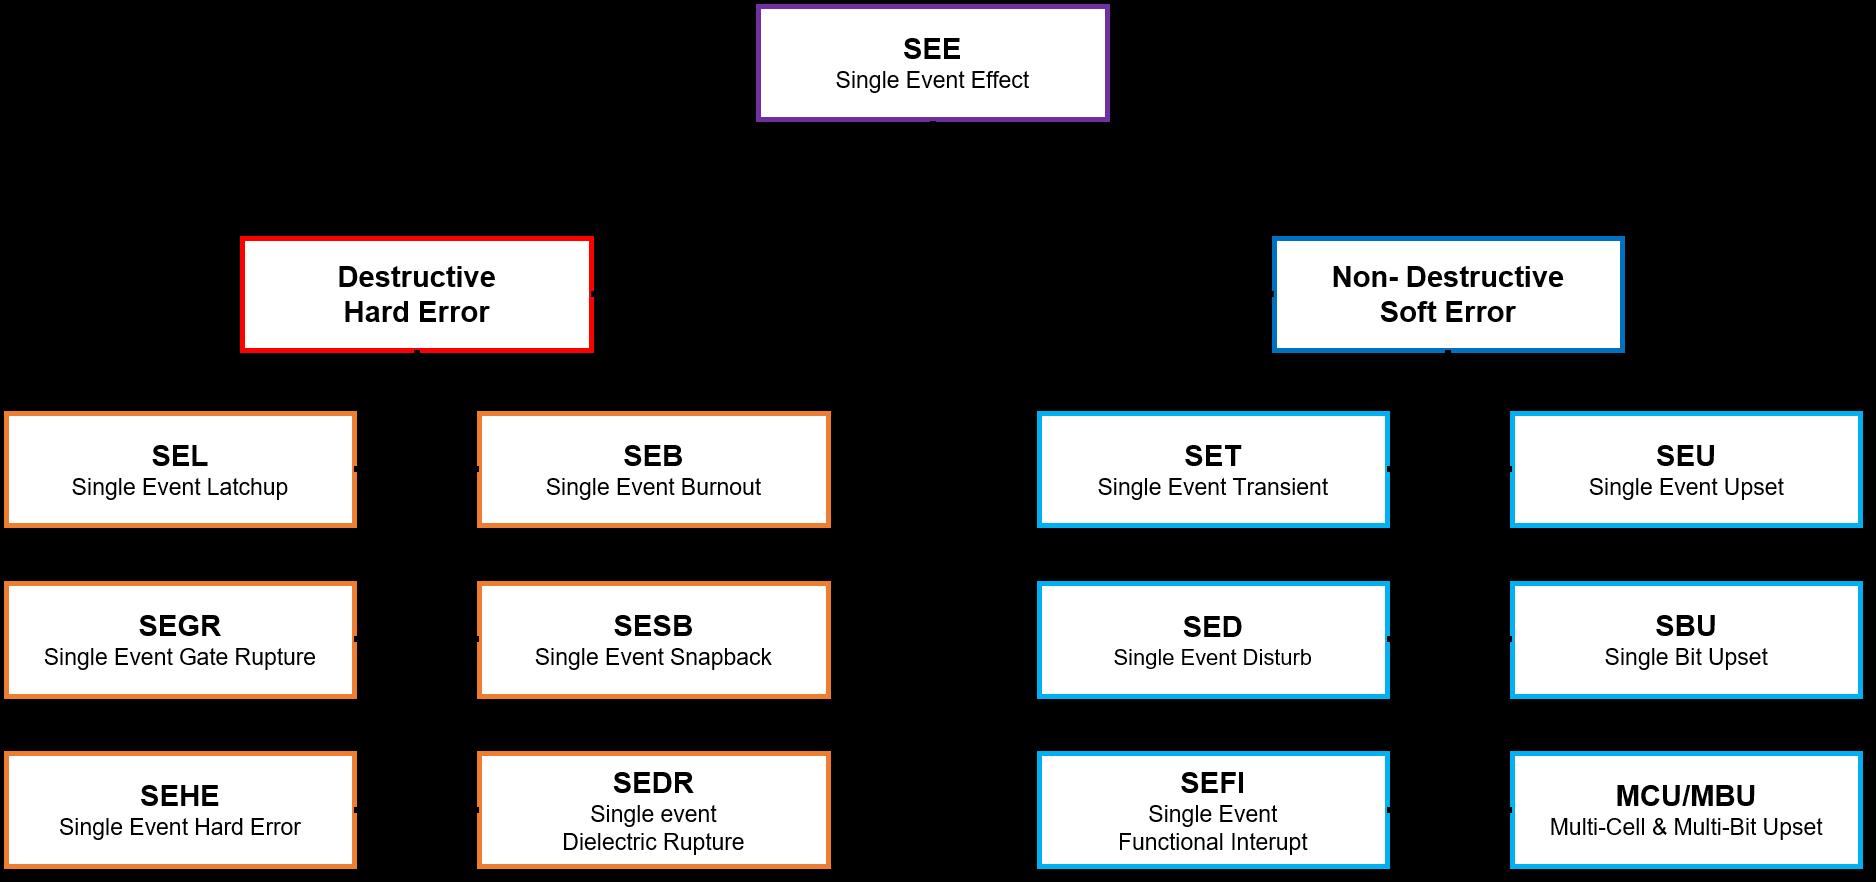 SEE
Single Event Effect
Destructive
Hard Error
Non- Destructive
Soft Error
SEL
Single Event Latchup
SEB
Single Event Burnout
SET
Single Event Transient
SEU
Single Event Upset
SEGR
Single Event Gate Rupture
SESB
Single Event Snapback
SED
Single Event Disturb
SBU
Single Bit Upset
SEHE
Single Event Hard Error
SEDR
Single event
Dielectric Rupture
SEFI
Single Event
Functional Interupt
MCU/MBU
Multi-Cell & Multi-Bit Upset